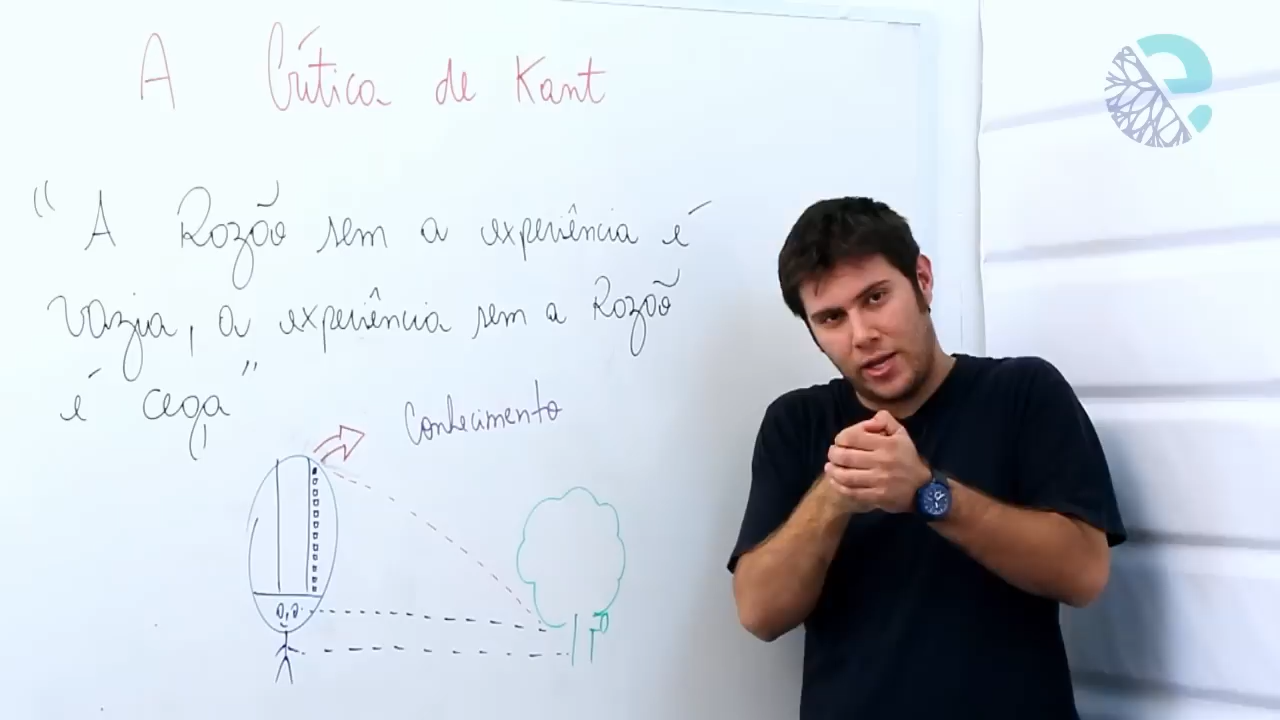 A Crítica de Kant
“ A Razão sem a experiência é
vazia, a experiência sem a Razão
é cega ”
Conhecimento